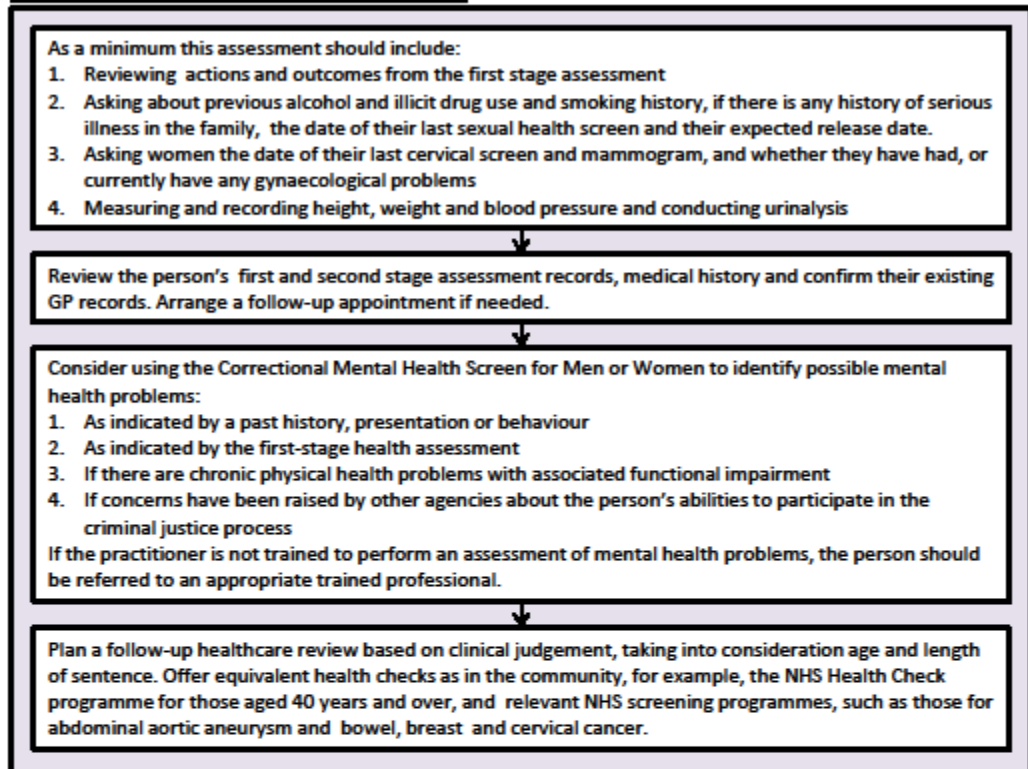 As a minimum this assessment should include:
1. Reviewing actions and outcomes from the first stage assessment
2. Asking about previous alcohol and illicit drug use and smoking history, if there is any history of serious
illness in the family, the date of their last sexual health screen and their expected release date.
3. Asking women the date of their last cervical screen and mammogram, and whether they have had, or
currently have any gynaecological problems
4. Measuring and recording height, weight and blood pressure and conducting urinalysis
Review the person's first and second stage assessment records, medical history and confirm their existing
GP records. Arrange a follow-up appointment if needed.
Consider using the Correctional Mental Health Screen for Men or Women to identify possible mental
health problems:
1. As indicated by a past history, presentation or behaviour
2. As indicated by the first-stage health assessment
3. If there are chronic physical health problems with associated functional impairment
4. If concerns have been raised by other agencies about the person's abilities to participate in the
criminal justice process
If the practitioner is not trained to perform an assessment of mental health problems, the person should
be referred to an appropriate trained professional.
Plan a follow-up healthcare review based on clinical judgement, taking into consideration age and length
of sentence. Offer equivalent health checks as in the community, for example, the NHS Health Check
programme for those aged 40 years and over, and relevant NHS screening programmes, such as those for
abdominal aortic aneurysm and bowel, breast and cervical cancer.